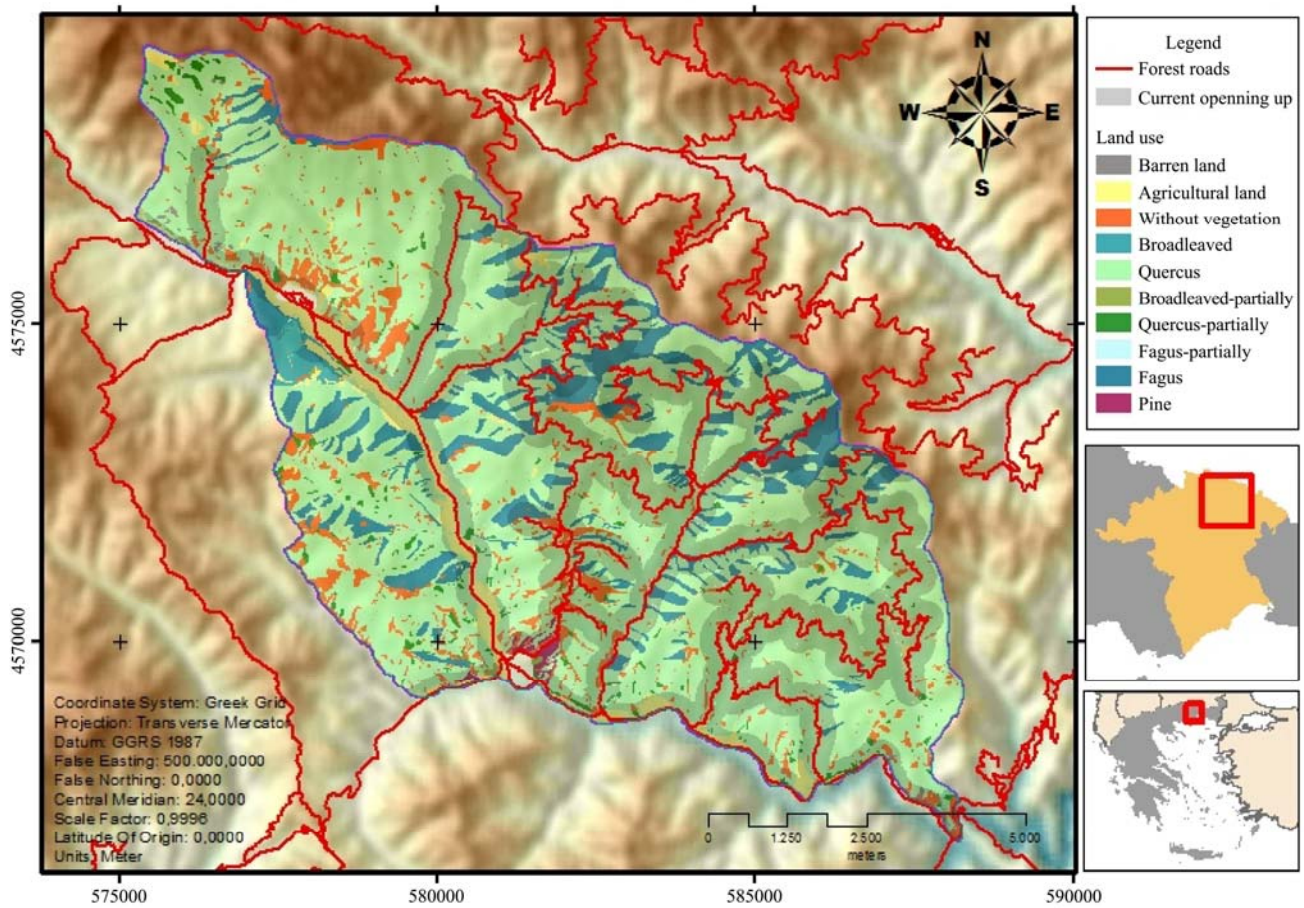 N
W
E
S
4575000
4570000
Coordinate System: Greek Grid
Projection: Transverse Mercator
Datum: GGRS 1987
False Easting: 500.000,0000
False Northing: 0,0000
Central Meridian: 24,0000
Scale Factor: 0,9996
Latitude Of Origin: 0,0000
Units: Meter
0 1.250 2.500 5.000
meters
575000 580000 585000 590000
Legend
Forest roads
Current openning up
Land use
Barren land
Agricultural land
Without vegetation
Broadleaved
Quercus
Broadleaved-partially
Quercus-partially
Fagus-partially
Fagus
Pine